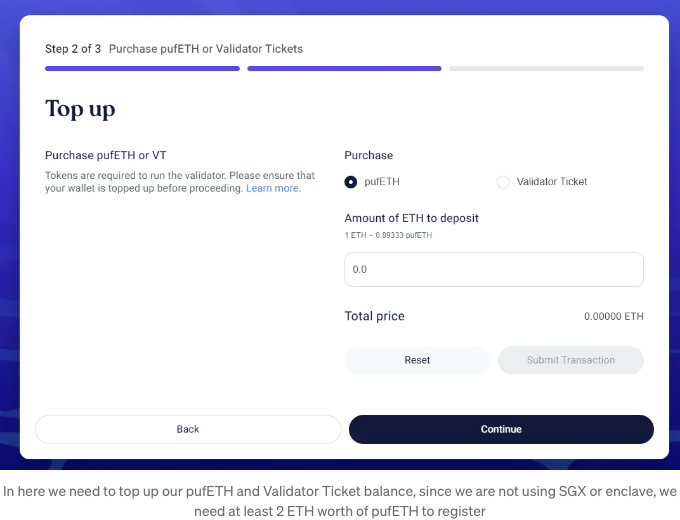 Step 2 of 3 Purchase pufETH or Validator Tickets
Top up
Purchase pufETH or VT
Tokens are required to run the validator. Please ensure that
your wallet is topped up before proceeding. Learn more.
Purchase
pufETH
Validator Ticket
Amount of ETH to deposit
1 ETH ~ 0.89333 pufETH
0.0
Total price
0.00000 ETH
Reset
Submit Transaction
Back
Continue
In here we need to top up our pufETH and Validator Ticket balance, since we are not using SGX or enclave, we
need at least 2 ETH worth of pufETH to register